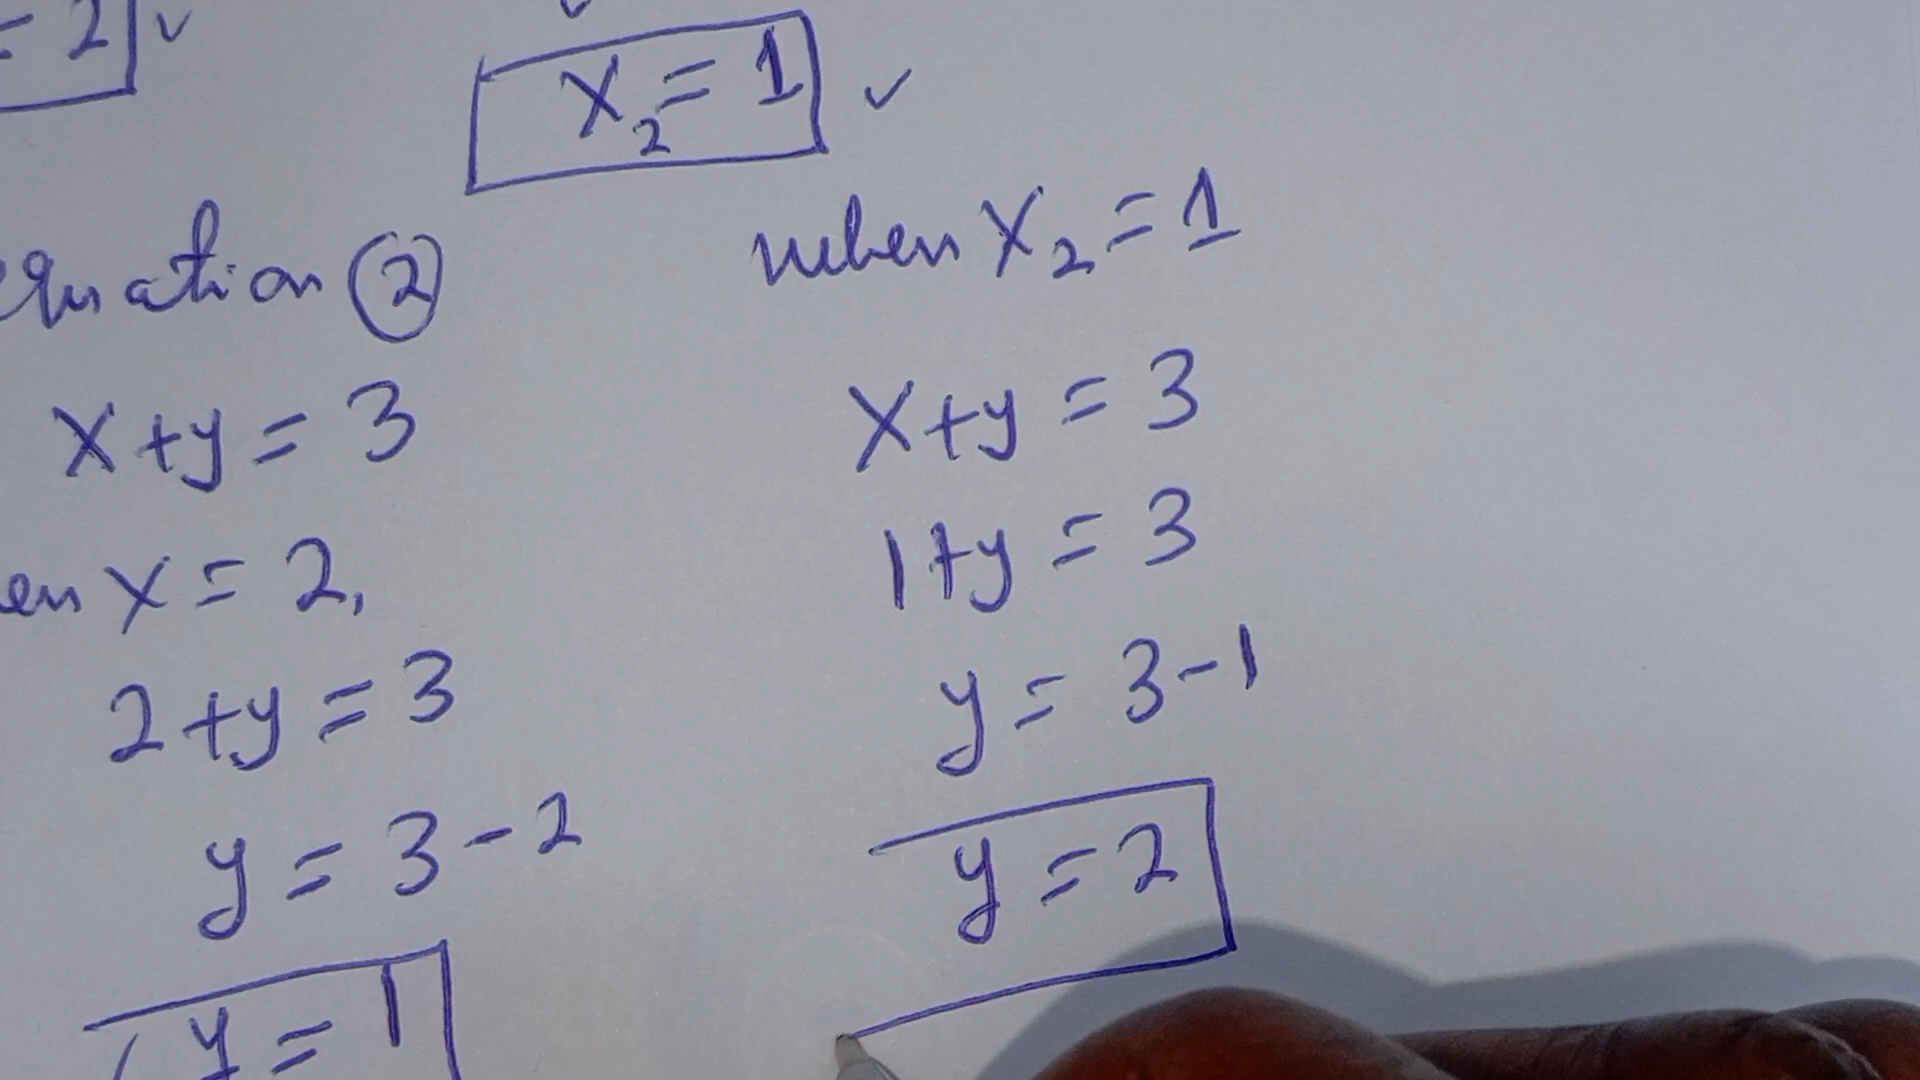 = 2 ✓
x₂ = 1 ✓
equation ②
x + y = 3
en x = 2,
2 + y = 3
y = 3 - 2
y = 1
when x₂ = 1
x + y = 3
1 + y = 3
y = 3 - 1
y = 2